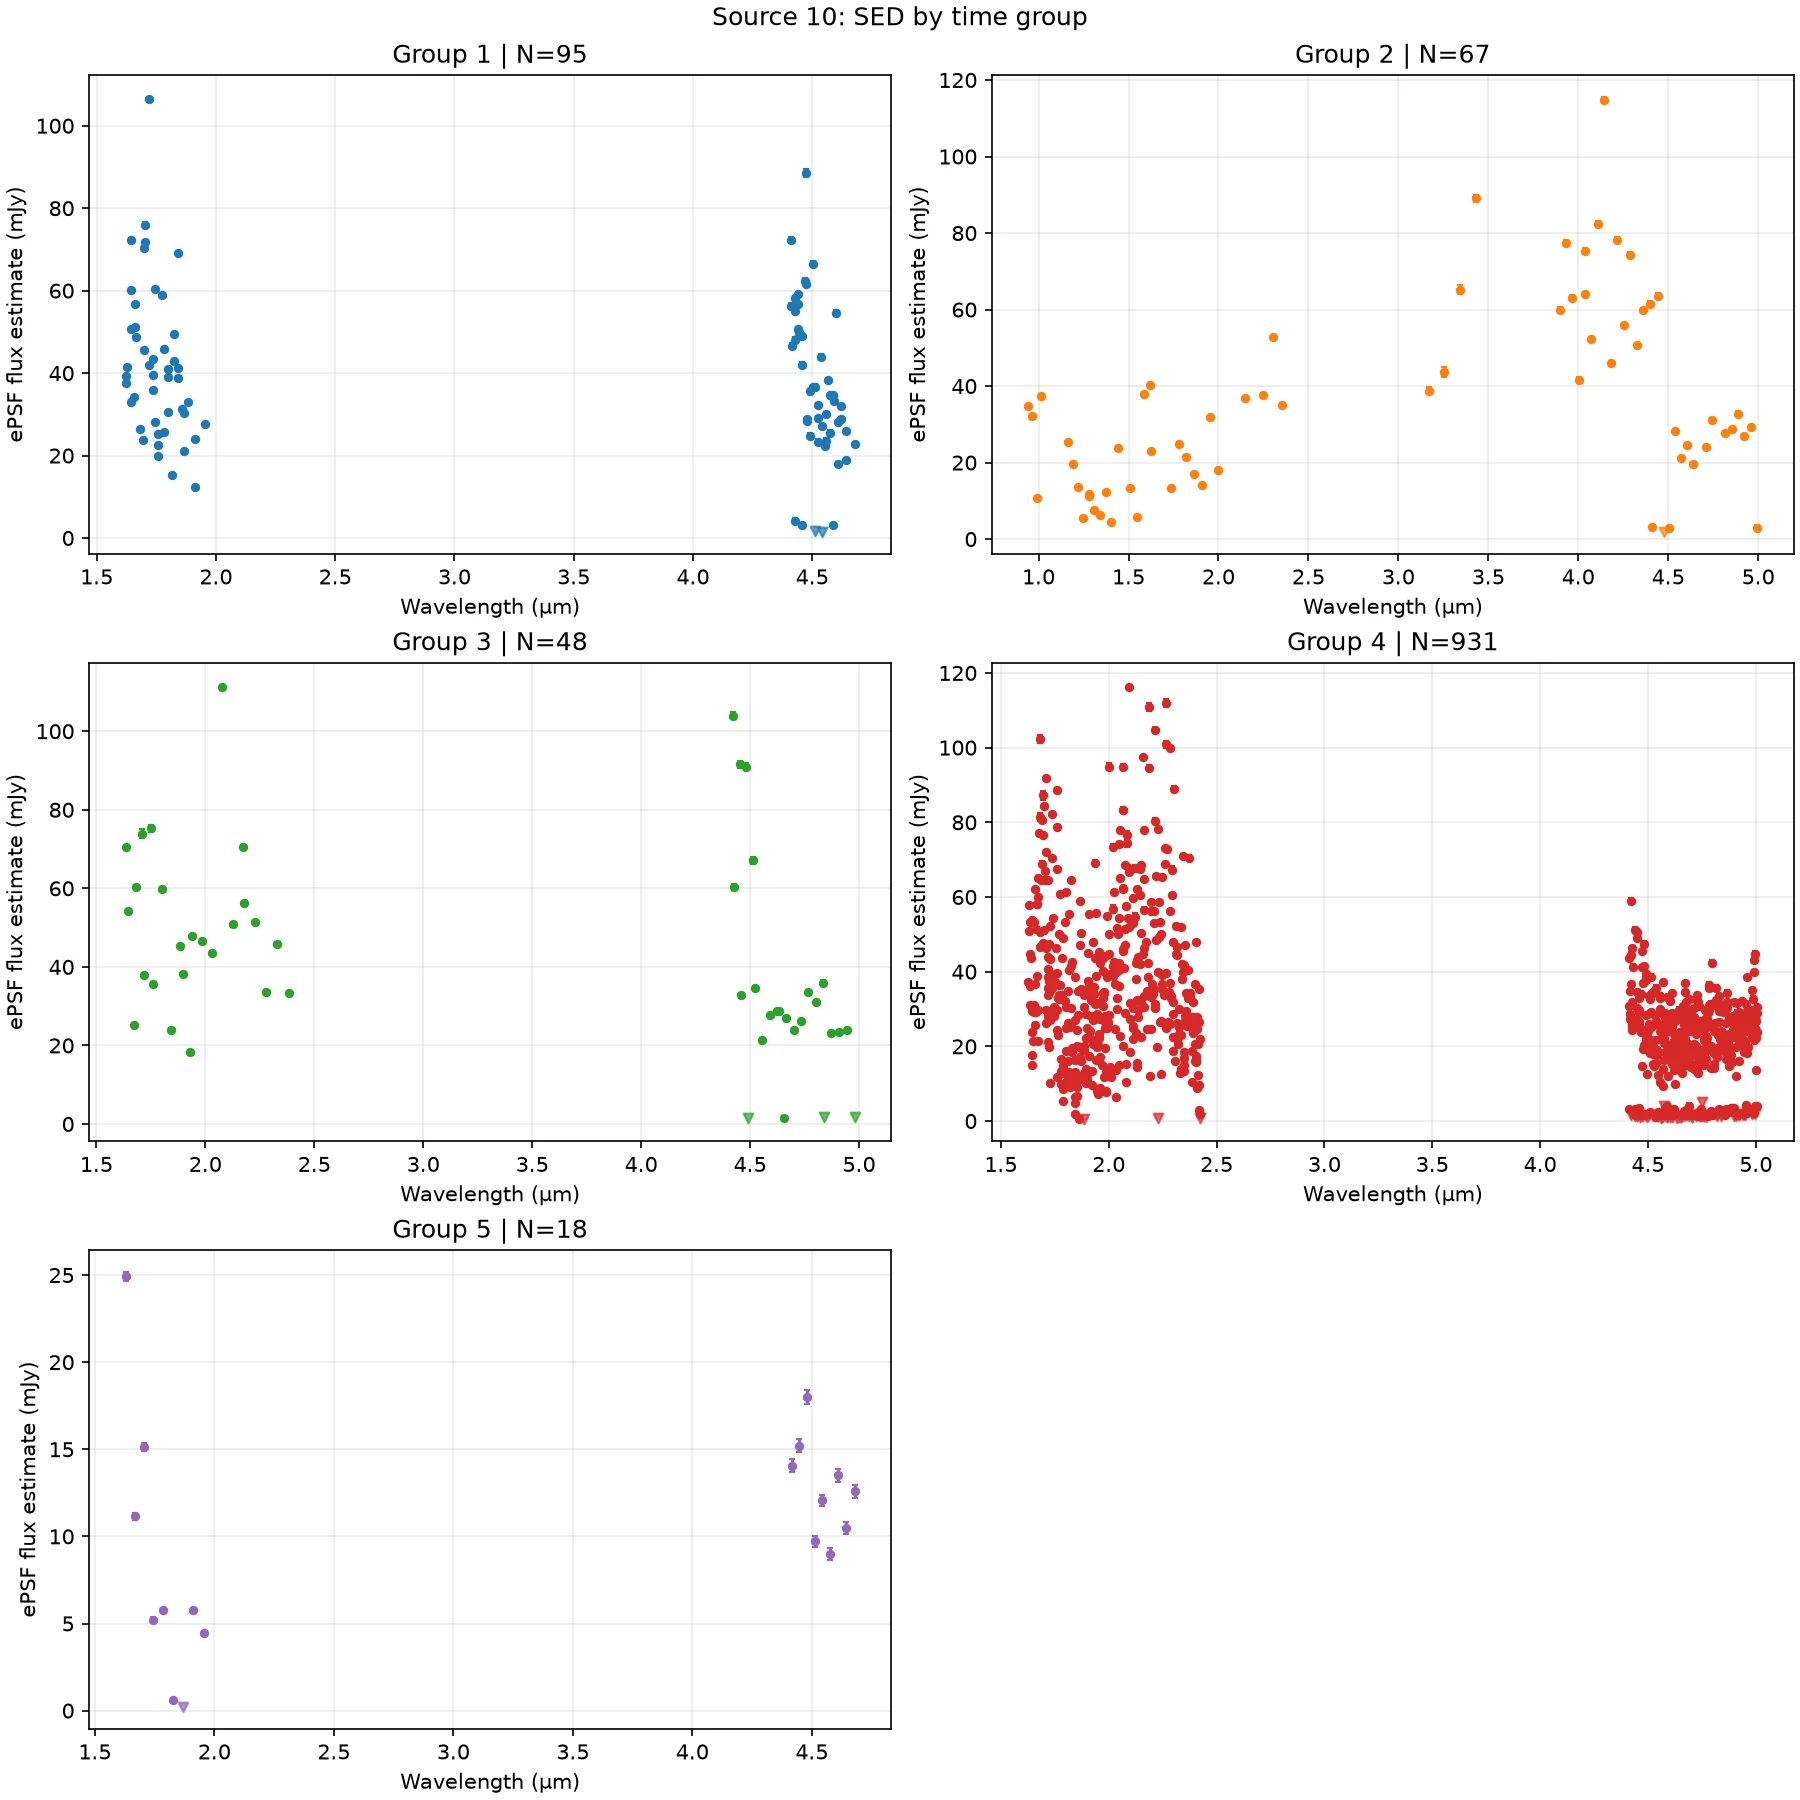 Source 10: SED by time group
Group 1 | N=95
ePSF flux estimate (mJy)
100
80
60
40
20
0
1.5 2.0 2.5 3.0 3.5 4.0 4.5
Wavelength (µm)
Group 2 | N=67
ePSF flux estimate (mJy)
120
100
80
60
40
20
0
1.0 1.5 2.0 2.5 3.0 3.5 4.0 4.5 5.0
Wavelength (µm)
Group 3 | N=48
ePSF flux estimate (mJy)
100
80
60
40
20
0
1.5 2.0 2.5 3.0 3.5 4.0 4.5 5.0
Wavelength (µm)
Group 4 | N=931
ePSF flux estimate (mJy)
120
100
80
60
40
20
0
1.5 2.0 2.5 3.0 3.5 4.0 4.5 5.0
Wavelength (µm)
Group 5 | N=18
ePSF flux estimate (mJy)
25
20
15
10
5
0
1.5 2.0 2.5 3.0 3.5 4.0 4.5
Wavelength (µm)